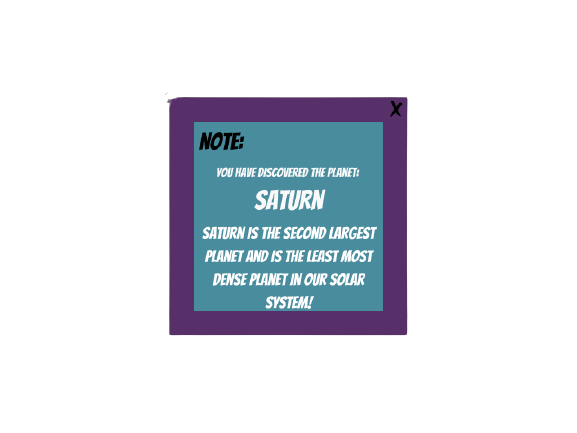 X
NOTE:
YOU HAVE DISCOVERED THE PLANET:
SATURN
SATURN IS THE SECOND LARGEST
PLANET AND IS THE LEAST MOST
DENSE PLANET IN OUR SOLAR
SYSTEM!